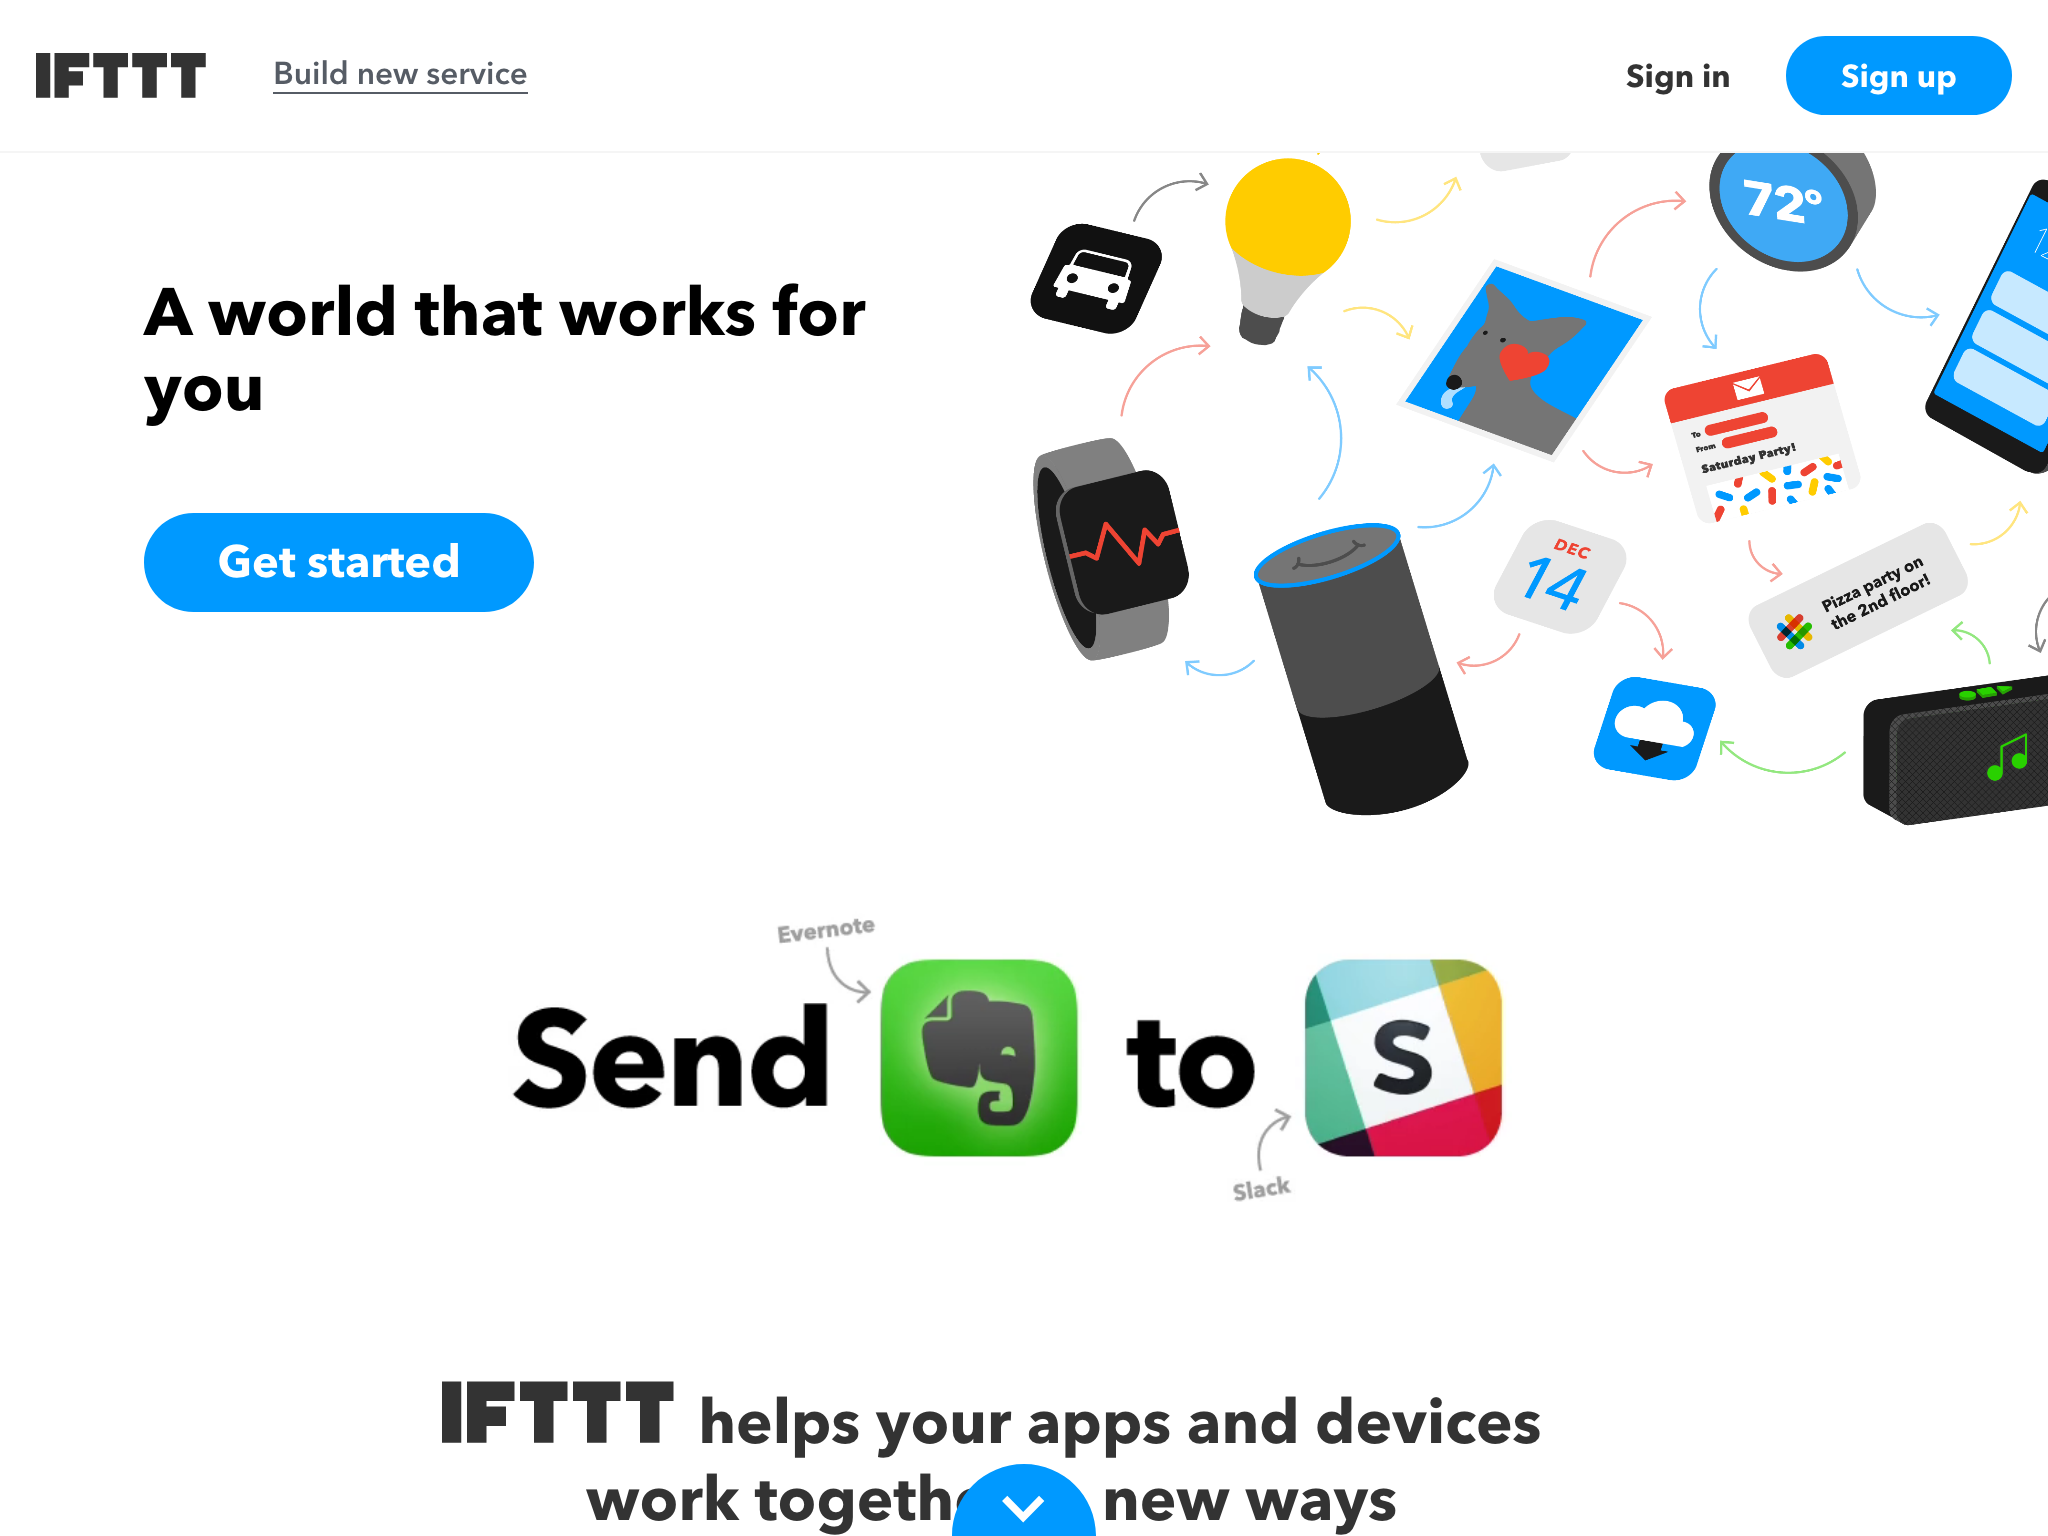 IFTTT
Build new service
Sign in
Sign up
A world that works for
you
Get started
72°
To
From
Saturday Party!
DEC
14
Pizza party on
the 2nd floor!
Evernote
Send
to
S
Slack
IFTTT helps your apps and devices
work new ways